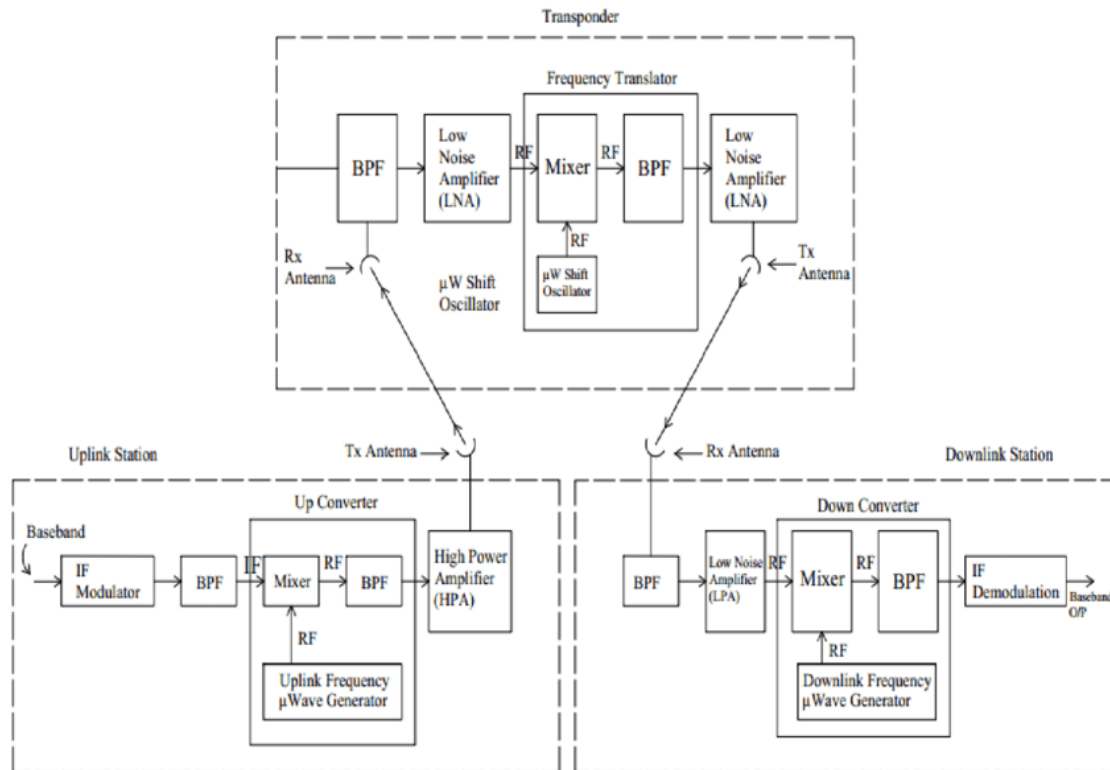 Transponder
Frequency Translator
BPF
Low
Noise
Amplifier
(LNA)
RF
Mixer
RF
BPF
Low
Noise
Amplifier
(LNA)
RF
µW Shift
Oscillator
Rx
Antenna
µW Shift
Oscillator
Tx
Antenna
Uplink Station
Tx Antenna
Rx Antenna
Downlink Station
Up Converter
Baseband
IF
Modulator
BPF
IF
Mixer
RF
BPF
High Power
Amplifier
(HPA)
RF
Uplink Frequency
µWave Generator
Down Converter
BPF
Low Noise
Amplifier
(LPA)
RF
Mixer
RF
BPF
IF
Demodulation
Baseband
O/P
RF
Downlink Frequency
µWave Generator